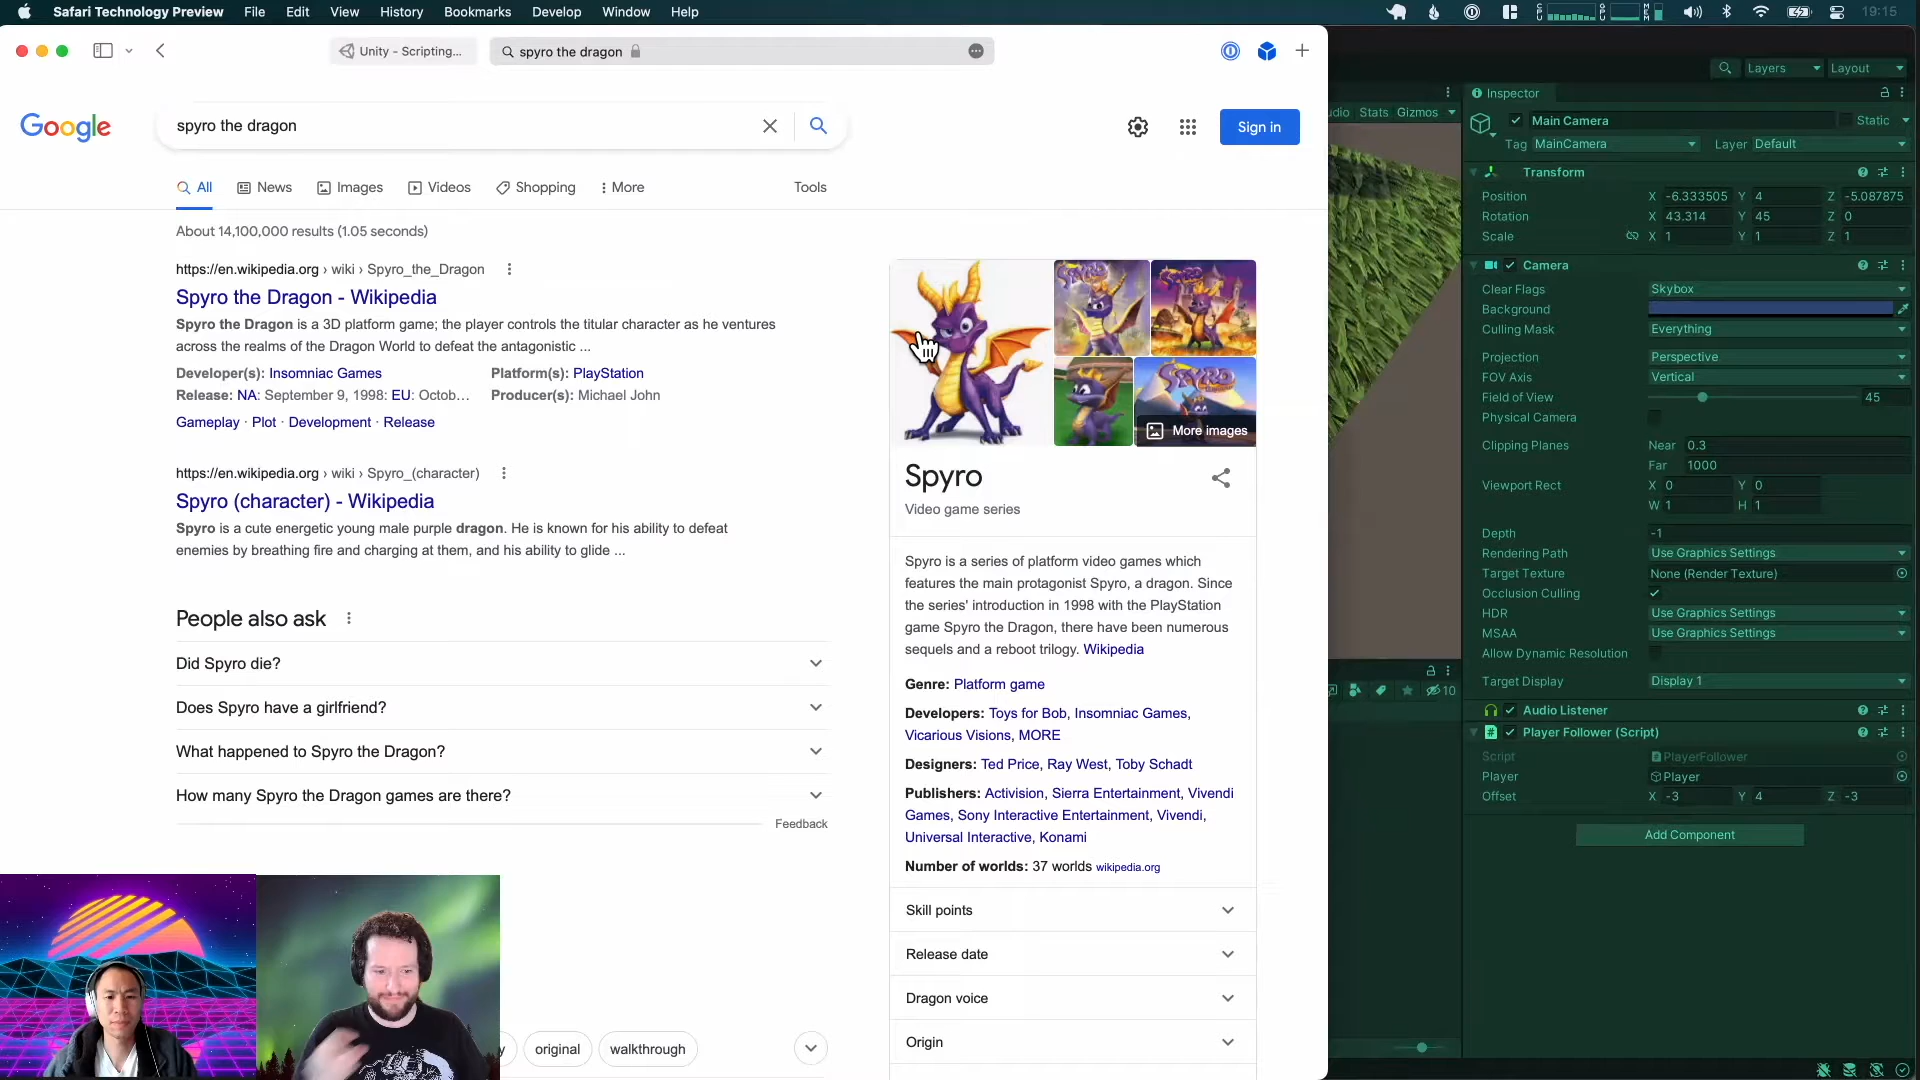 Safari Technology Preview File Edit View History Bookmarks Develop Window Help 19:15
Unity - Scripting... spyro the dragon
Google spyro the dragon Sign in
All News Images Videos Shopping More Tools
About 14,100,000 results (1.05 seconds)
https://en.wikipedia.org › wiki › Spyro_the_Dragon
Spyro the Dragon - Wikipedia
Spyro the Dragon is a 3D platform game; the player controls the titular character as he ventures
across the realms of the Dragon World to defeat the antagonistic ...
Developer(s): Insomniac Games Platform(s): PlayStation
Release: NA: September 9, 1998: EU: Octob... Producer(s): Michael John
Gameplay · Plot · Development · Release
https://en.wikipedia.org › wiki › Spyro_(character)
Spyro (character) - Wikipedia
Spyro is a cute energetic young male purple dragon. He is known for his ability to defeat
enemies by breathing fire and charging at them, and his ability to glide ...
People also ask
Did Spyro die?
Does Spyro have a girlfriend?
What happened to Spyro the Dragon?
How many Spyro the Dragon games are there?
Feedback
original walkthrough
More images
Spyro
Video game series
Spyro is a series of platform video games which
features the main protagonist Spyro, a dragon. Since
the series' introduction in 1998 with the PlayStation
game Spyro the Dragon, there have been numerous
sequels and a reboot trilogy. Wikipedia
Genre: Platform game
Developers: Toys for Bob, Insomniac Games,
Vicarious Visions, MORE
Designers: Ted Price, Ray West, Toby Schadt
Publishers: Activision, Sierra Entertainment, Vivendi
Games, Sony Interactive Entertainment, Vivendi,
Universal Interactive, Konami
Number of worlds: 37 worlds wikipedia.org
Skill points
Release date
Dragon voice
Origin
Layers Layout
Stats Gizmos
10
Inspector
Main Camera Static
Tag MainCamera Layer Default
Transform
Position X -6.333505 Y 4 Z -5.087875
Rotation X 43.314 Y 45 Z 0
Scale X 1 Y 1 Z 1
Camera
Clear Flags Skybox
Background
Culling Mask Everything
Projection Perspective
FOV Axis Vertical
Field of View 45
Physical Camera
Clipping Planes Near 0.3
Far 1000
Viewport Rect X 0 Y 0
W 1 H 1
Depth -1
Rendering Path Use Graphics Settings
Target Texture None (Render Texture)
Occlusion Culling
HDR Use Graphics Settings
MSAA Use Graphics Settings
Allow Dynamic Resolution
Target Display Display 1
Audio Listener
Player Follower (Script)
Script PlayerFollower
Player Player
Offset X -3 Y 4 Z -3
Add Component